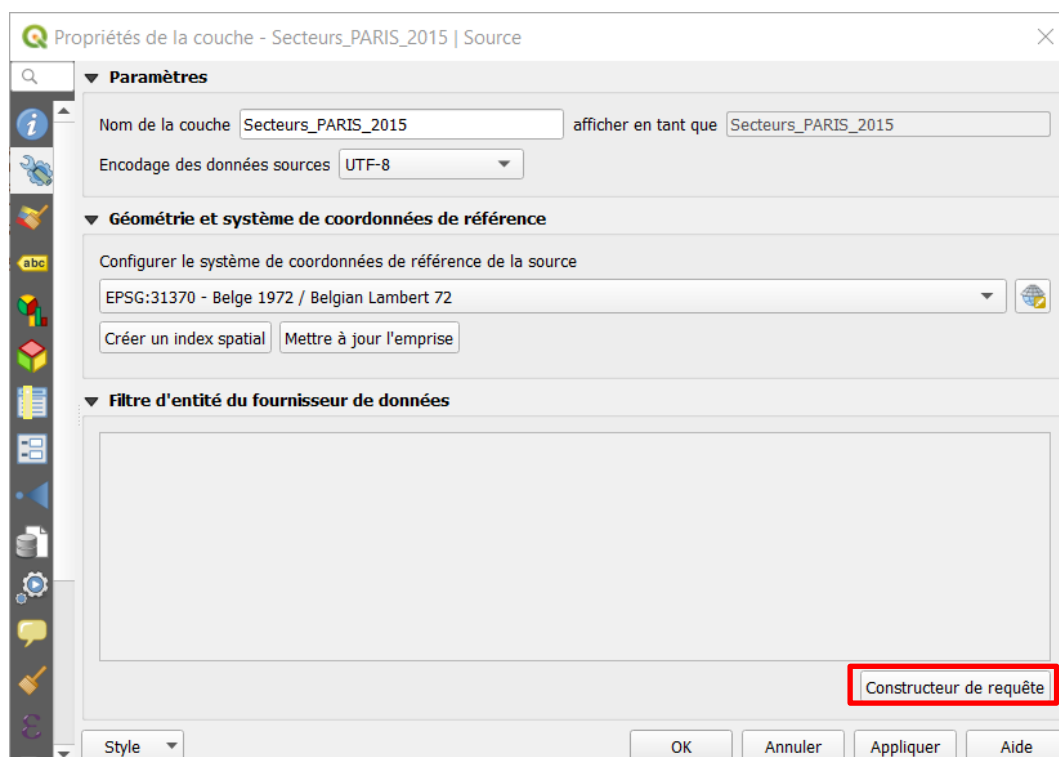 Propriétés de la couche - Secteurs_PARIS_2015 | Source
Paramètres
Nom de la couche Secteurs_PARIS_2015 afficher en tant que Secteurs_PARIS_2015
Encodage des données sources UTF-8
Géométrie et système de coordonnées de référence
Configurer le système de coordonnées de référence de la source
EPSG:31370 - Belge 1972 / Belgian Lambert 72
Créer un index spatial Mettre à jour l'emprise
Filtre d'entité du fournisseur de données
Constructeur de requête
Style OK Annuler Appliquer Aide
abc